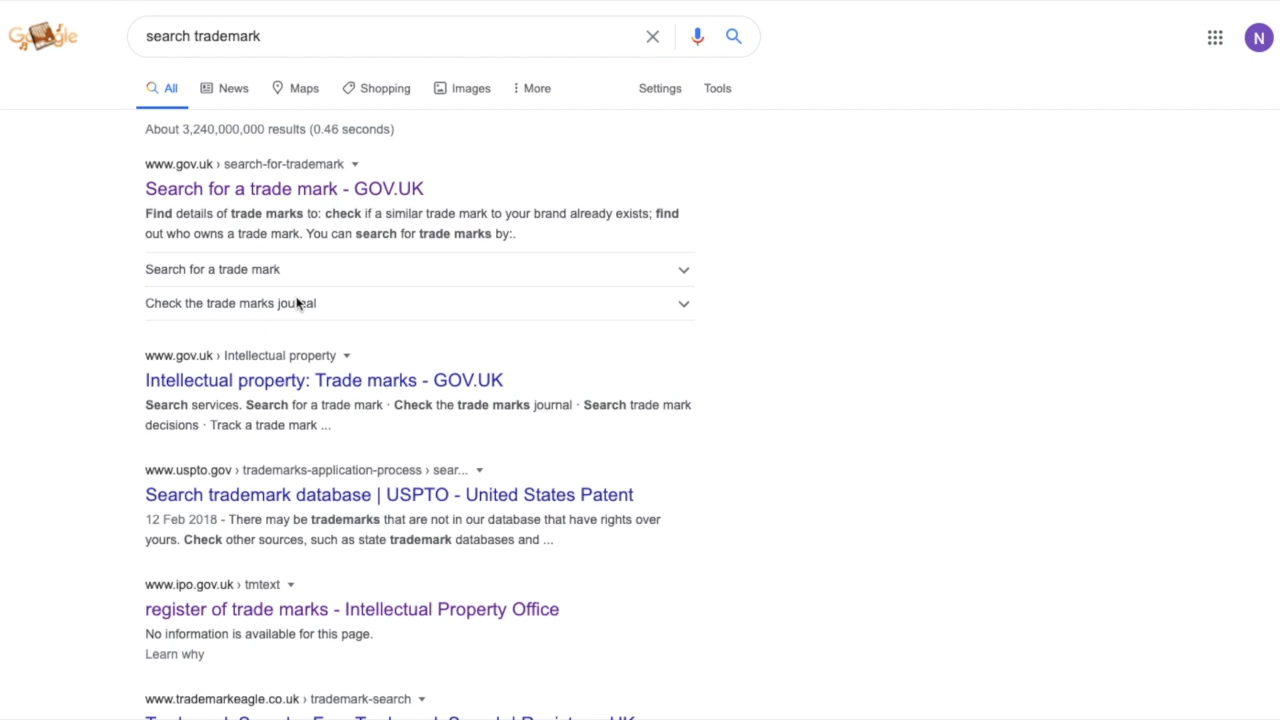 Google
search trademark
N
All News Maps Shopping Images More Settings Tools
About 3,240,000,000 results (0.46 seconds)
www.gov.uk › search-for-trademark
Search for a trade mark - GOV.UK
Find details of trade marks to: check if a similar trade mark to your brand already exists; find
out who owns a trade mark. You can search for trade marks by:.
Search for a trade mark
Check the trade marks journal
www.gov.uk › Intellectual property
Intellectual property: Trade marks - GOV.UK
Search services. Search for a trade mark · Check the trade marks journal · Search trade mark
decisions · Track a trade mark ...
www.uspto.gov › trademarks-application-process › sear...
Search trademark database | USPTO - United States Patent
12 Feb 2018 - There may be trademarks that are not in our database that have rights over
yours. Check other sources, such as state trademark databases and ...
www.ipo.gov.uk › tmtext
register of trade marks - Intellectual Property Office
No information is available for this page.
Learn why
www.trademarkeagle.co.uk › trademark-search